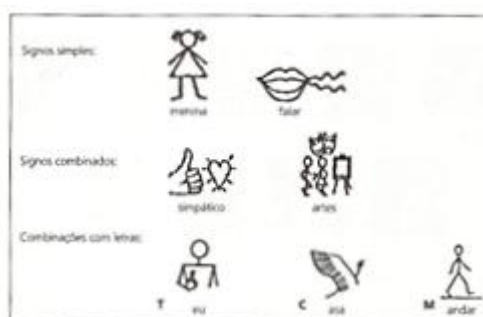 Signos simples:
menina falar
Signos combinados:
simpático artes
Combinações com letras:
T eu C asa M andar